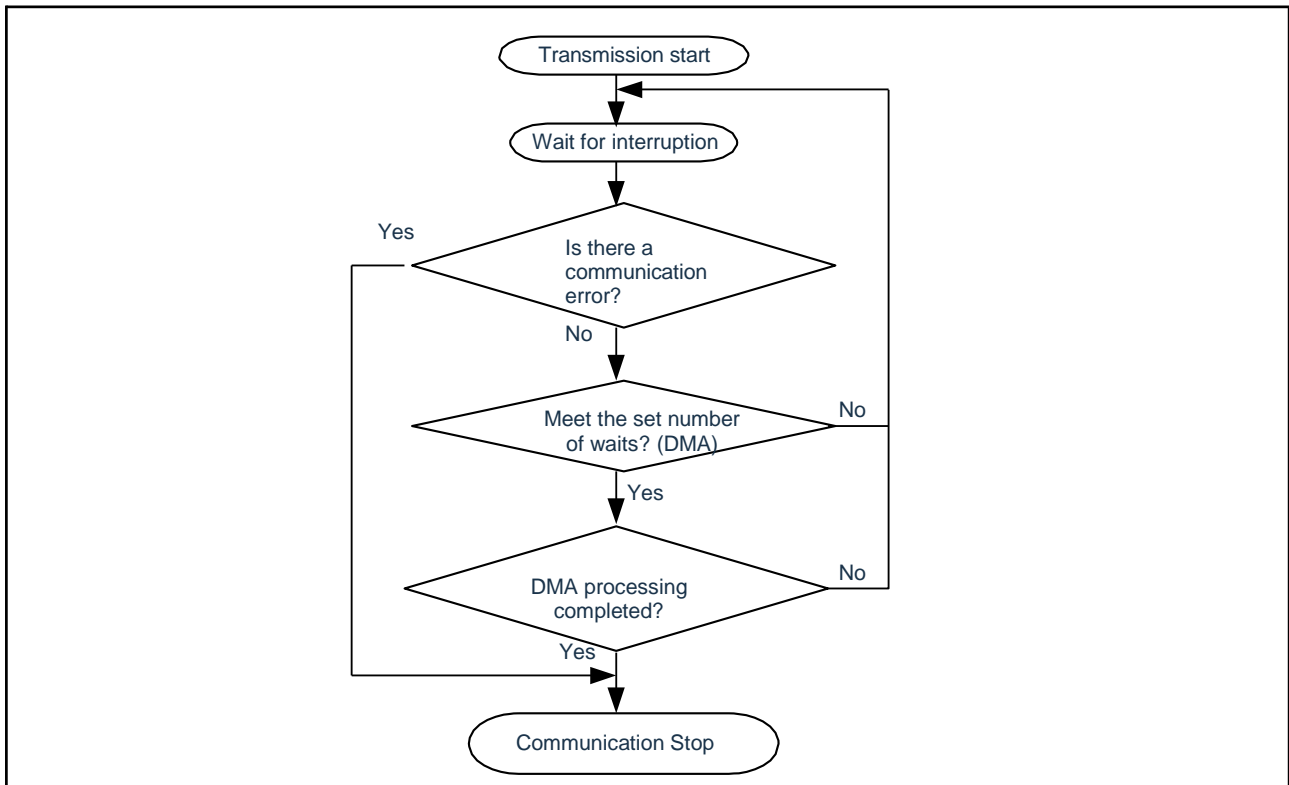 Transmission start
Wait for interruption
Yes
Is there a
communication
error?
No
Meet the set number
of waits? (DMA)
No
Yes
DMA processing
completed?
No
Yes
Communication Stop